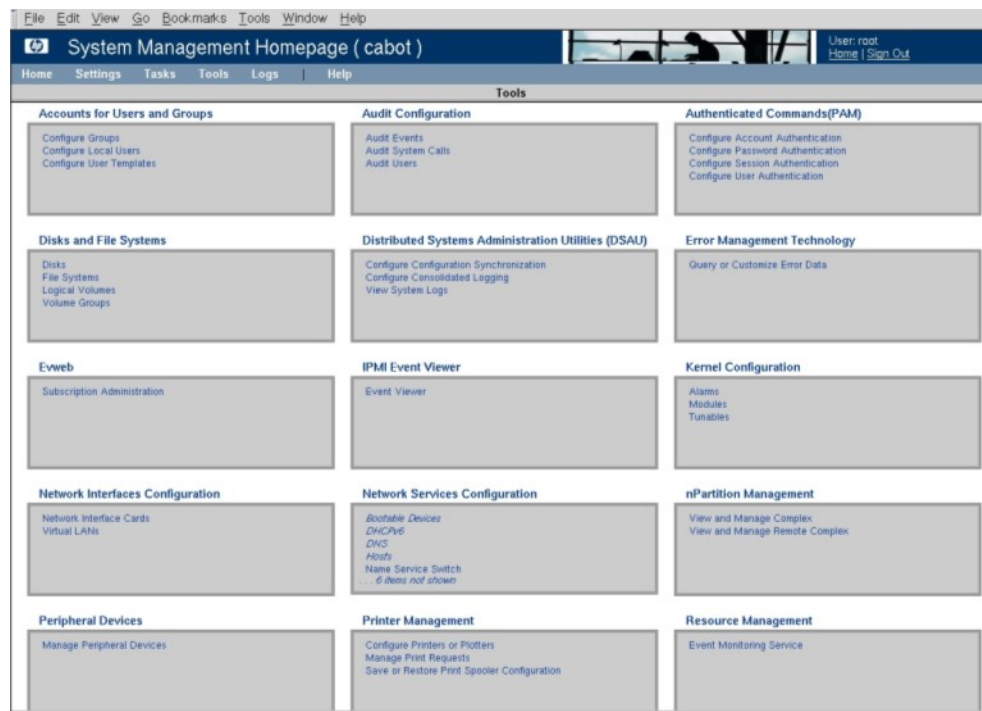 File Edit View Go Bookmarks Tools Window Help
hp System Management Homepage ( cabot )
User: root
Home | Sign Out
Home Settings Tasks Tools Logs | Help
Tools
Accounts for Users and Groups
Configure Groups
Configure Local Users
Configure User Templates
Audit Configuration
Audit Events
Audit System Calls
Audit Users
Authenticated Commands(PAM)
Configure Account Authentication
Configure Password Authentication
Configure Session Authentication
Configure User Authentication
Disks and File Systems
Disks
File Systems
Logical Volumes
Volume Groups
Distributed Systems Administration Utilities (DSAU)
Configure Configuration Synchronization
Configure Consolidated Logging
View System Logs
Error Management Technology
Query or Customize Error Data
Evweb
Subscription Administration
IPMI Event Viewer
Event Viewer
Kernel Configuration
Alarms
Modules
Tunables
Network Interfaces Configuration
Network Interface Cards
Virtual LANs
Network Services Configuration
Bootable Devices
DHCPv6
DNS
Hosts
Name Service Switch
. . . 6 items not shown
nPartition Management
View and Manage Complex
View and Manage Remote Complex
Peripheral Devices
Manage Peripheral Devices
Printer Management
Configure Printers or Plotters
Manage Print Requests
Save or Restore Print Spooler Configuration
Resource Management
Event Monitoring Service